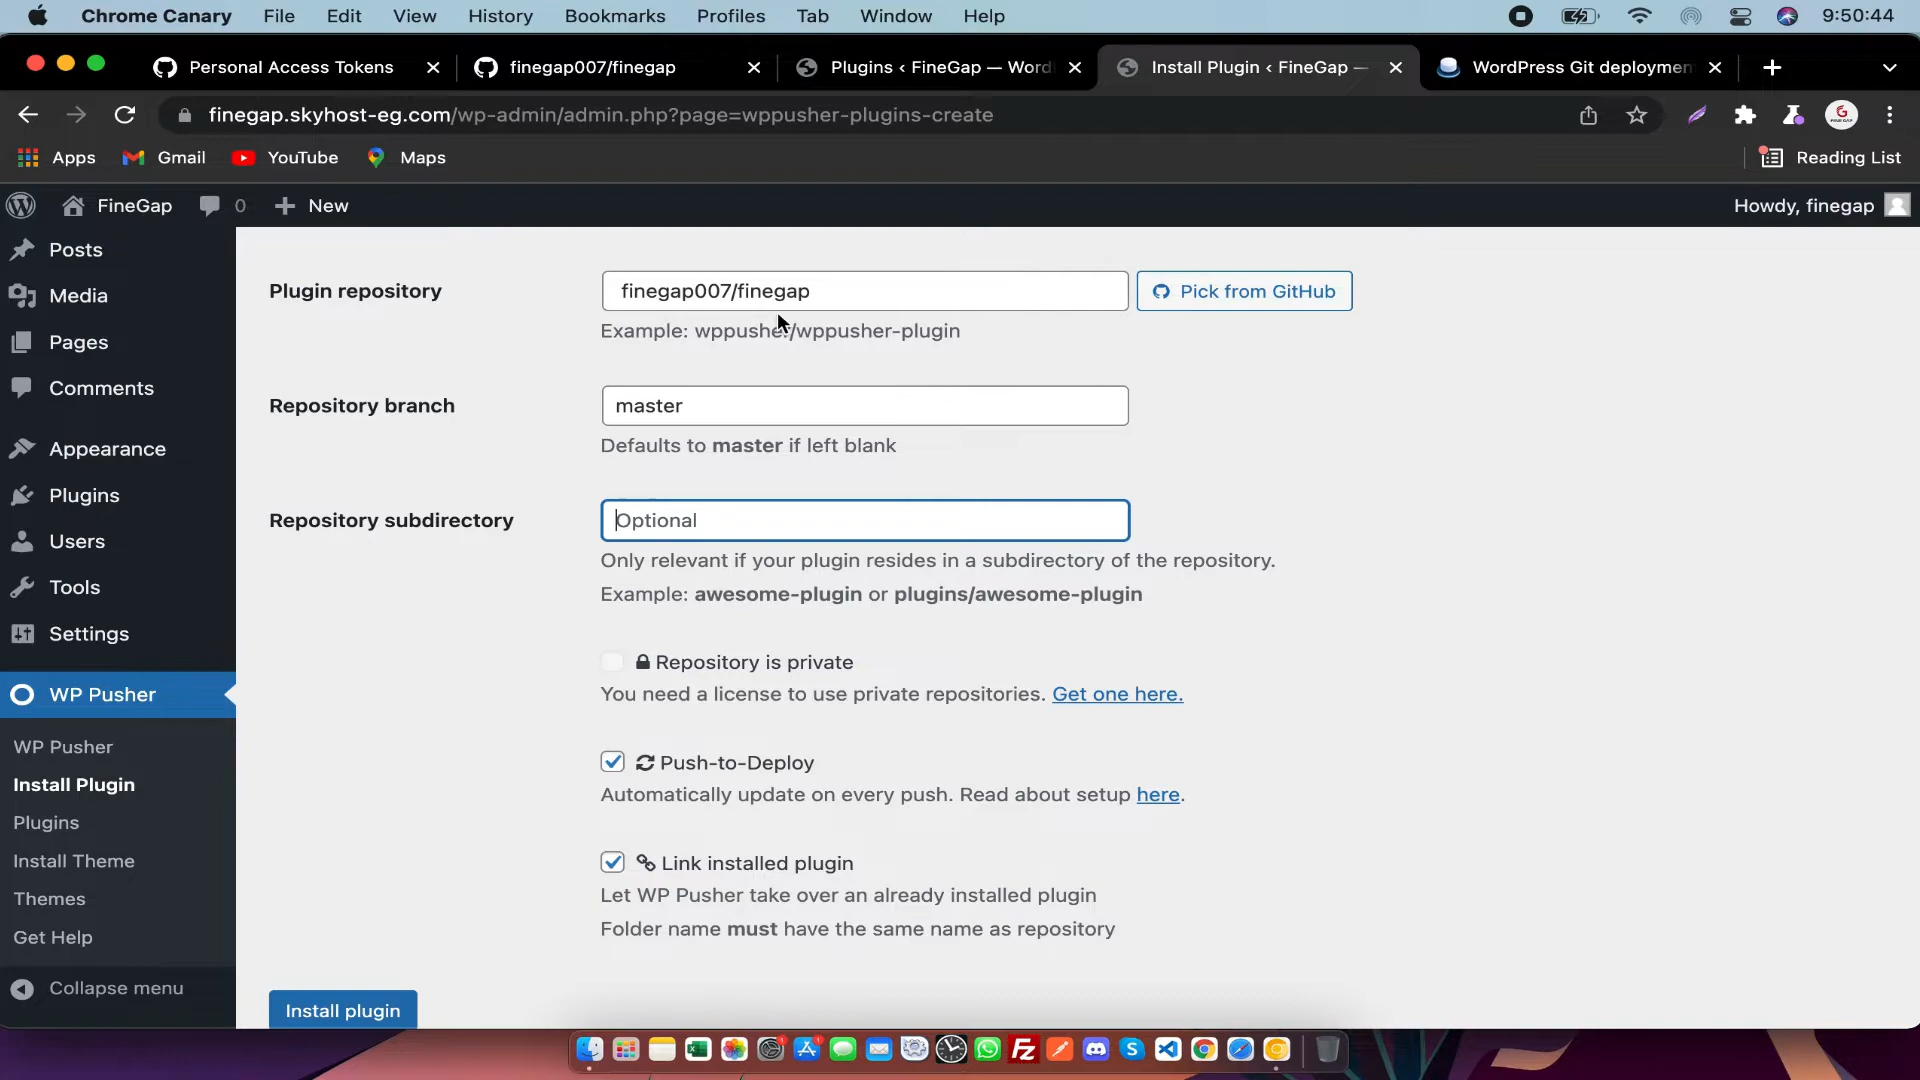 Chrome Canary File Edit View History Bookmarks Profiles Tab Window Help 9:50:44
Personal Access Tokens finegap007/finegap Plugins ‹ FineGap — Word Install Plugin ‹ FineGap — WordPress Git deploymen
finegap.skyhost-eg.com/wp-admin/admin.php?page=wppusher-plugins-create
Apps Gmail YouTube Maps Reading List
FineGap 0 New Howdy, finegap
Posts
Media
Pages
Comments
Appearance
Plugins
Users
Tools
Settings
WP Pusher
WP Pusher
Install Plugin
Plugins
Install Theme
Themes
Get Help
Collapse menu
Plugin repository finegap007/finegap Pick from GitHub
Example: wppusher/wppusher-plugin
Repository branch master
Defaults to master if left blank
Repository subdirectory Optional
Only relevant if your plugin resides in a subdirectory of the repository.
Example: awesome-plugin or plugins/awesome-plugin
Repository is private
You need a license to use private repositories. Get one here.
Push-to-Deploy
Automatically update on every push. Read about setup here.
Link installed plugin
Let WP Pusher take over an already installed plugin
Folder name must have the same name as repository
Install plugin